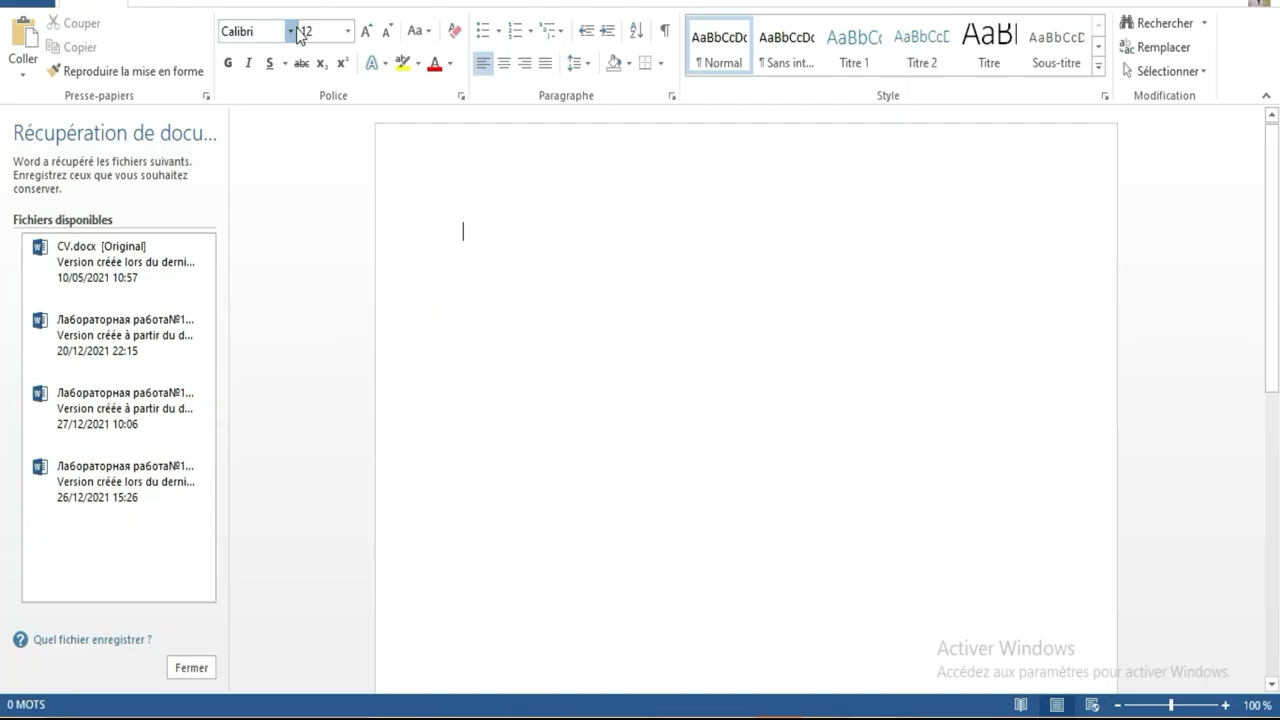 Couper
Copier
Reproduire la mise en forme
Coller
Presse-papiers
Calibri
12
Aa
G I S abc X₂ X²
A
ab
A
Police
Paragraphe
AaBbCcDc AaBbCcDc AaBbC( AaBbCcD AaB| AaBbCcD
¶ Normal ¶ Sans int... Titre 1 Titre 2 Titre Sous-titre
Style
Rechercher
Remplacer
Sélectionner
Modification
Récupération de docu...
Word a récupéré les fichiers suivants.
Enregistrez ceux que vous souhaitez
conserver.
Fichiers disponibles
CV.docx [Original]
Version créée lors du derni...
10/05/2021 10:57
Лабораторная работа№1...
Version créée à partir du d...
20/12/2021 22:15
Лабораторная работа№1...
Version créée à partir du d...
27/12/2021 10:06
Лабораторная работа№1...
Version créée lors du derni...
26/12/2021 15:26
Quel fichier enregistrer ?
Fermer
Activer Windows
Accédez aux paramètres pour activer Windows.
0 MOTS
100 %